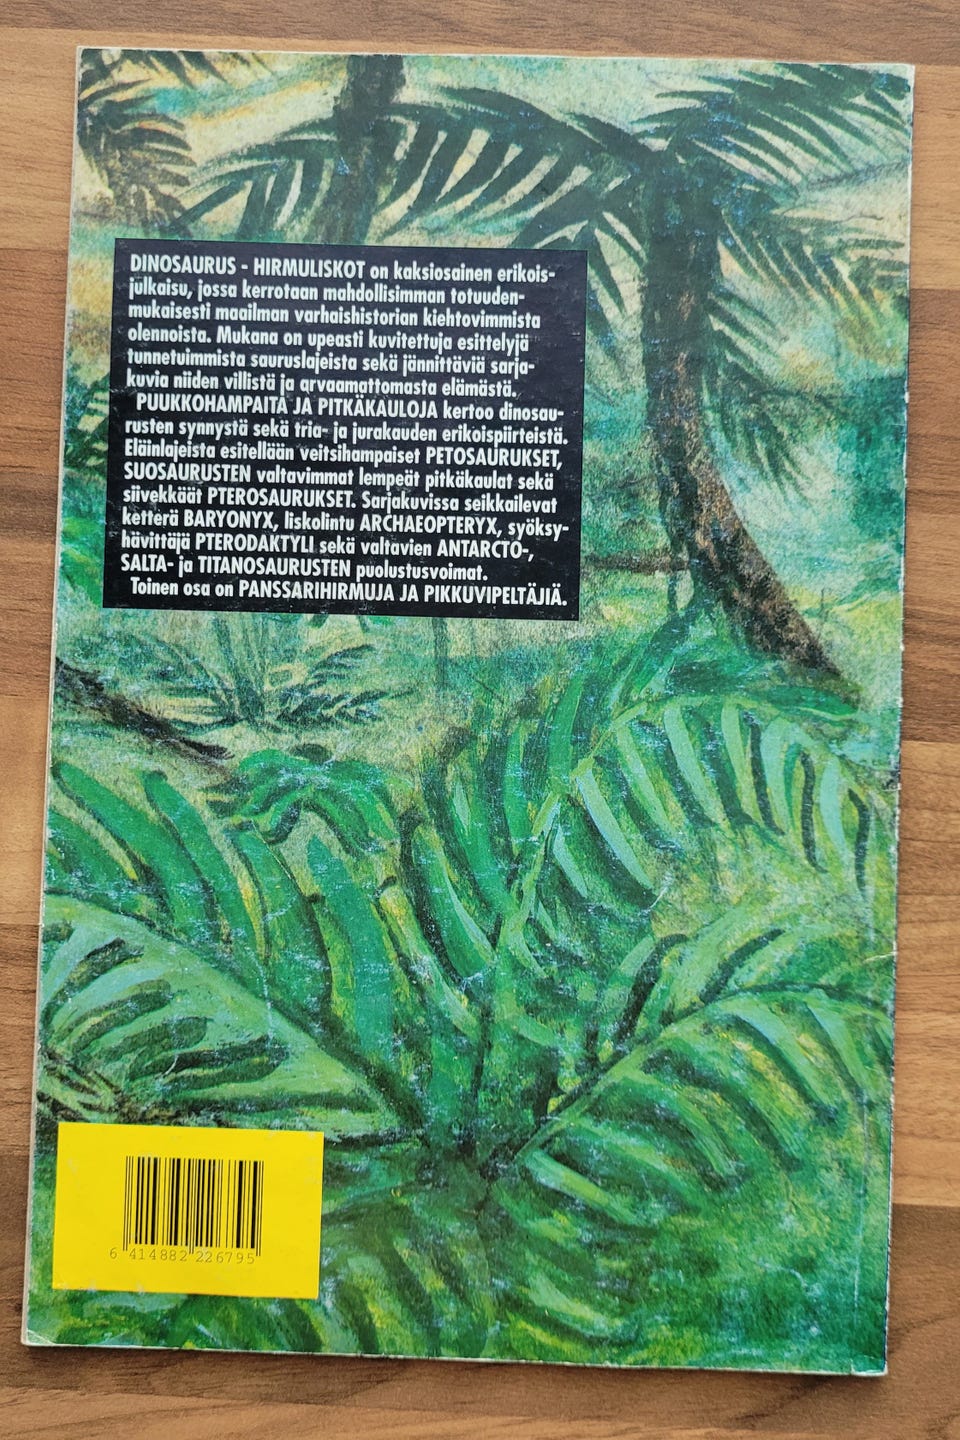 DINOSAURUS - HIRMULISKOT on kaksiosainen erikois-
julkaisu, jossa kerrotaan mahdollisimman totuuden-
mukaisesti maailman varhaishistorian kiehtovimmista
olennoista. Mukana on upeasti kuvitettuja esittelyjä
tunnetuimmista sauruslajeista sekä jännittäviä sarja-
kuvia niiden villistä ja arvaamattomasta elämästä.
PUUKKOHAMPAITA JA PITKÄKAULOJA kertoo dinosau-
rusten synnystä sekä tria- ja jurakauden erikoispiirteistä.
Eläinlajeista esitellään veitsihampaiset PETOSAURUKSET,
SUOSAURUSTEN valtavimmat lempeät pitkäkaulat sekä
siivekkäät PTEROSAURUKSET. Sarjakuvissa seikkailevat
ketterä BARYONYX, liskolintu ARCHAEOPTERYX, syöksy-
hävittäjä PTERODAKTYLI sekä valtavien ANTARCTO-,
SALTA- ja TITANOSAURUSTEN puolustusvoimat.
Toinen osa on PANSSARIHIRMUJA JA PIKKUVIPELTÄJIÄ.
6 414882 226795